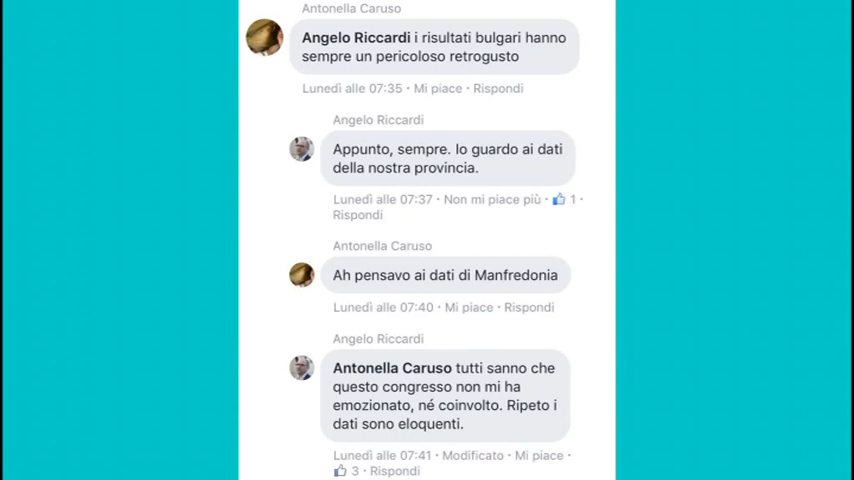 Antonella Caruso
Angelo Riccardi i risultati bulgari hanno
sempre un pericoloso retrogusto
Lunedì alle 07:35 · Mi piace · Rispondi
Angelo Riccardi
Appunto, sempre. Io guardo ai dati
della nostra provincia.
Lunedì alle 07:37 · Non mi piace più · 1 ·
Rispondi
Antonella Caruso
Ah pensavo ai dati di Manfredonia
Lunedì alle 07:40 · Mi piace · Rispondi
Angelo Riccardi
Antonella Caruso tutti sanno che
questo congresso non mi ha
emozionato, né coinvolto. Ripeto i
dati sono eloquenti.
Lunedì alle 07:41 · Modificato · Mi piace ·
3 · Rispondi